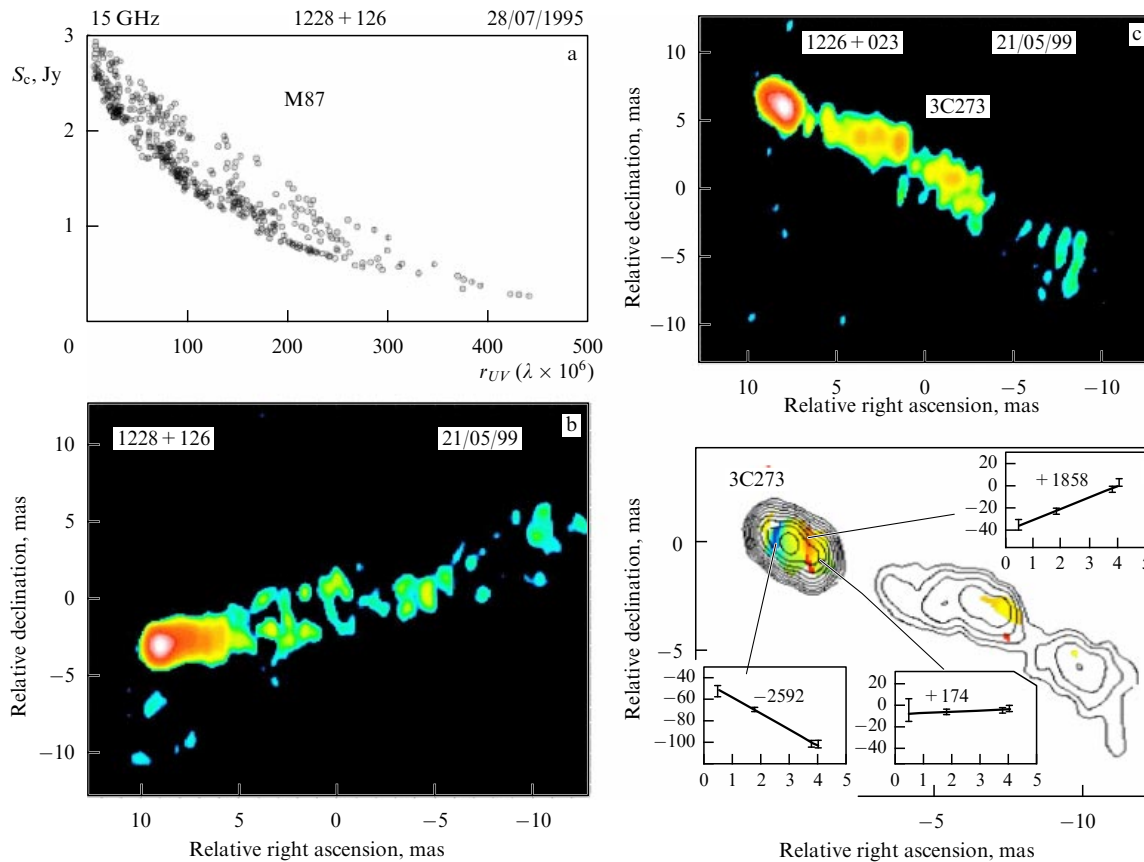 15 GHz 1228 + 126 28/07/1995
a
3
S_c, Jy
M87
2
1
0 100 200 300 400 500
r_UV (λ × 10⁶)
b
1228 + 126 21/05/99
10
5
0
−5
−10
Relative declination, mas
10 5 0 −5 −10
Relative right ascension, mas
c
1226 + 023 21/05/99
3C273
10
5
0
−5
−10
Relative declination, mas
10 5 0 −5 −10
Relative right ascension, mas
3C273
0
−5
Relative declination, mas
+1858
20
0
−20
−40
0 1 2 3 4 5
−2592
−40
−60
−80
−100
0 1 2 3 4 5
+174
20
0
−20
−40
0 1 2 3 4 5
−5 −10
Relative right ascension, mas